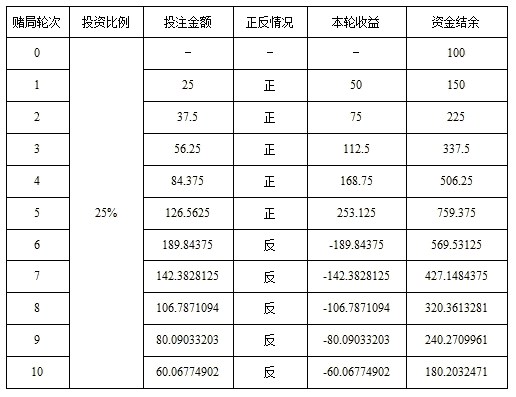 赌局轮次 投资比例 投注金额 正反情况 本轮收益 资金结余
0 – – – 100
1 25 正 50 150
2 37.5 正 75 225
3 56.25 正 112.5 337.5
4 84.375 正 168.75 506.25
5 25% 126.5625 正 253.125 759.375
6 189.84375 反 -189.84375 569.53125
7 142.3828125 反 -142.3828125 427.1484375
8 106.7871094 反 -106.7871094 320.3613281
9 80.09033203 反 -80.09033203 240.2709961
10 60.06774902 反 -60.06774902 180.2032471